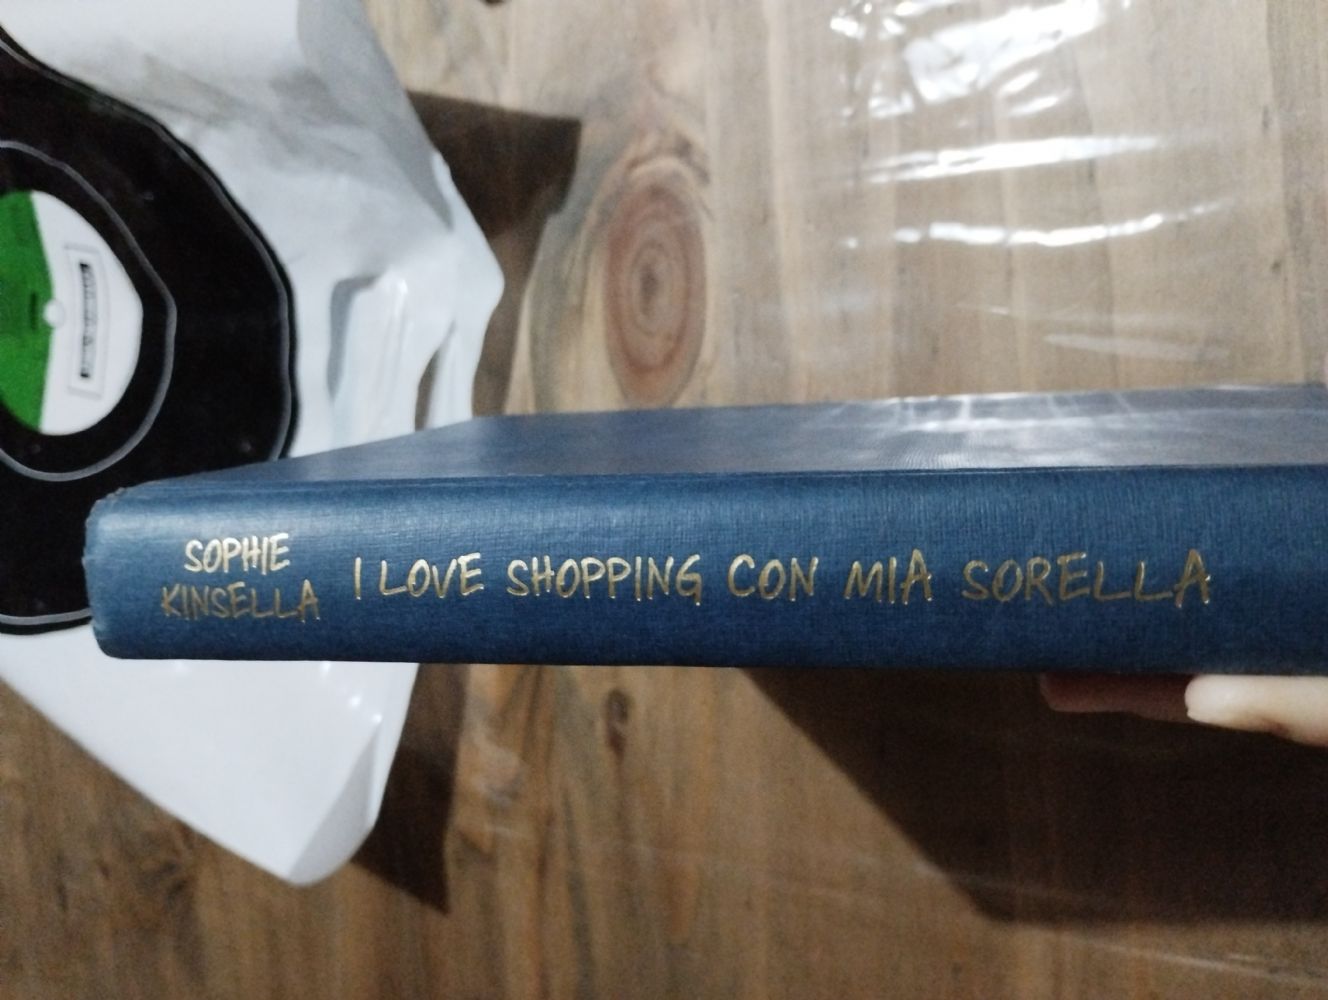 SOPHIE
KINSELLA
I LOVE SHOPPING CON MIA SORELLA